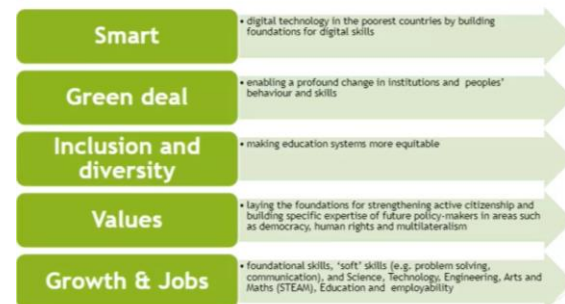 Smart
• digital technology in the poorest countries by building
foundations for digital skills
Green deal
• enabling a profound change in institutions and peoples'
behaviour and skills
Inclusion and
diversity
• making education systems more equitable
Values
• laying the foundations for strengthening active citizenship and
building specific expertise of future policy-makers in areas such
as democracy, human rights and multilateralism
Growth & Jobs
• foundational skills, 'soft' skills (e.g. problem solving,
communication), and Science, Technology, Engineering, Arts and
Maths (STEAM), Education and employability